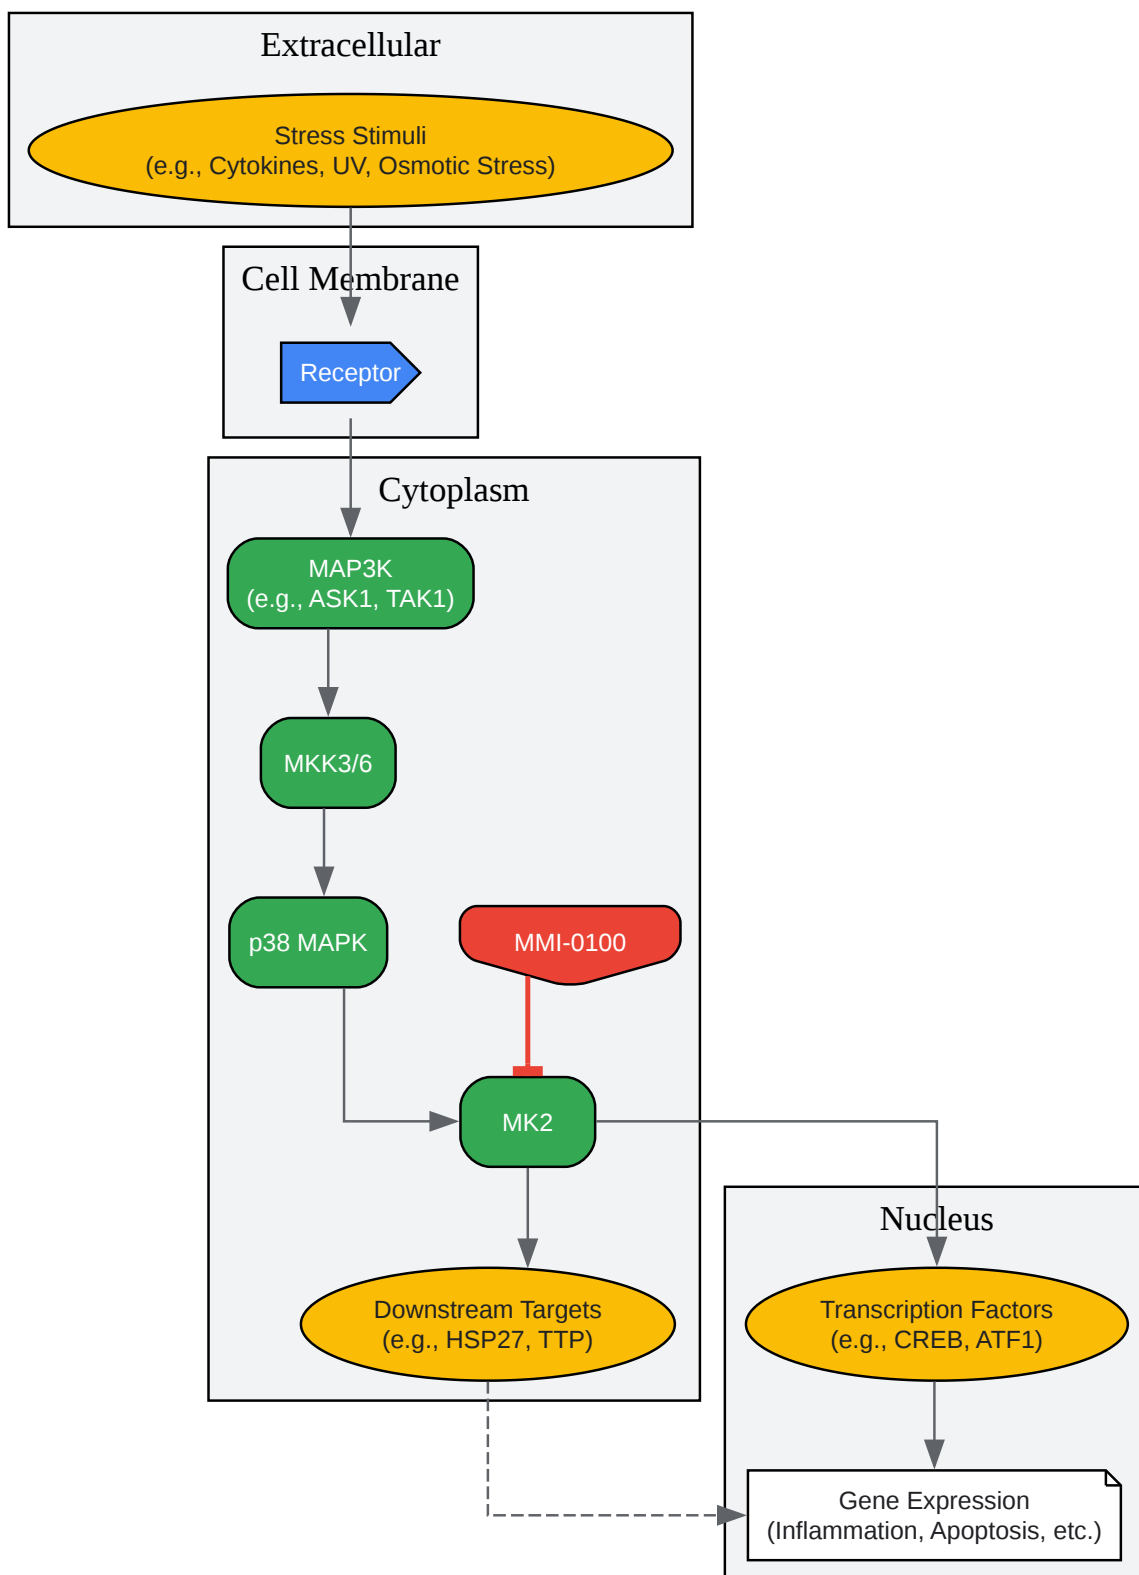 Extracellular
Stress Stimuli
(e.g., Cytokines, UV, Osmotic Stress)
Cell Membrane
Receptor
Cytoplasm
MAP3K
(e.g., ASK1, TAK1)
MKK3/6
p38 MAPK
MMI-0100
MK2
Nucleus
Downstream Targets
(e.g., HSP27, TTP)
Transcription Factors
(e.g., CREB, ATF1)
Gene Expression
(Inflammation, Apoptosis, etc.)